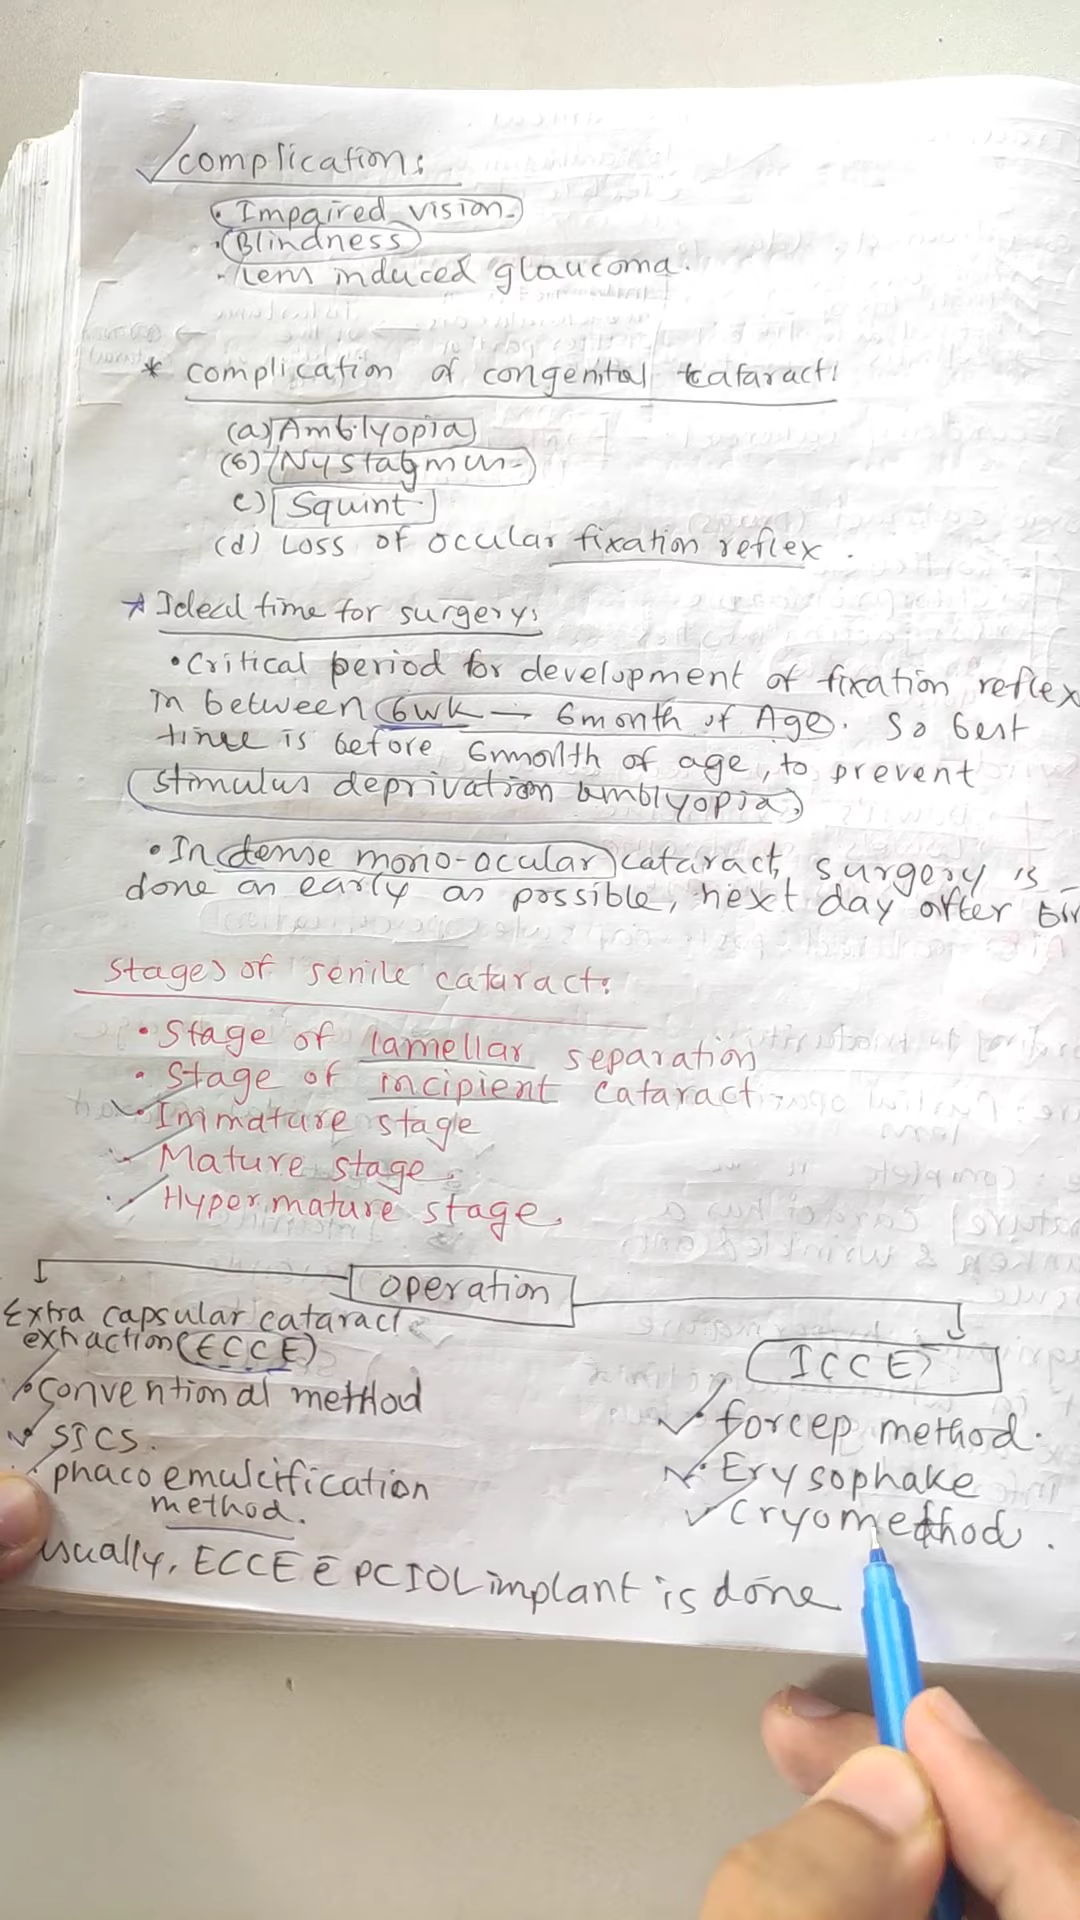 complication:
• Impaired vision.
• Blindness
• lens induced glaucoma.
* complication of congenital cataract:
(a) Amblyopia
(b) Nystagmus
c) Squint
(d) Loss of ocular fixation reflex.
* Ideal time for surgery:
• Critical period for development of fixation reflex
in between 6wk → 6month of Age. So best
time is before 6month of age, to prevent
stimulus deprivation amblyopia.
• In dense mono-ocular cataract, surgery is
done as early as possible, next day after
Stages of senile cataract:
• Stage of lamellar separation
• Stage of incipient cataract
• Immature stage
• Mature stage.
• Hypermature stage.
operation
Extra capsular cataract
extraction (ECCE)
• Conventional method
• SICS.
• phaco emulcification
method.
ICCE
• forcep method.
• Erysophake
• Cryomethod.
usually, ECCE c̄ PCIOL implant is done